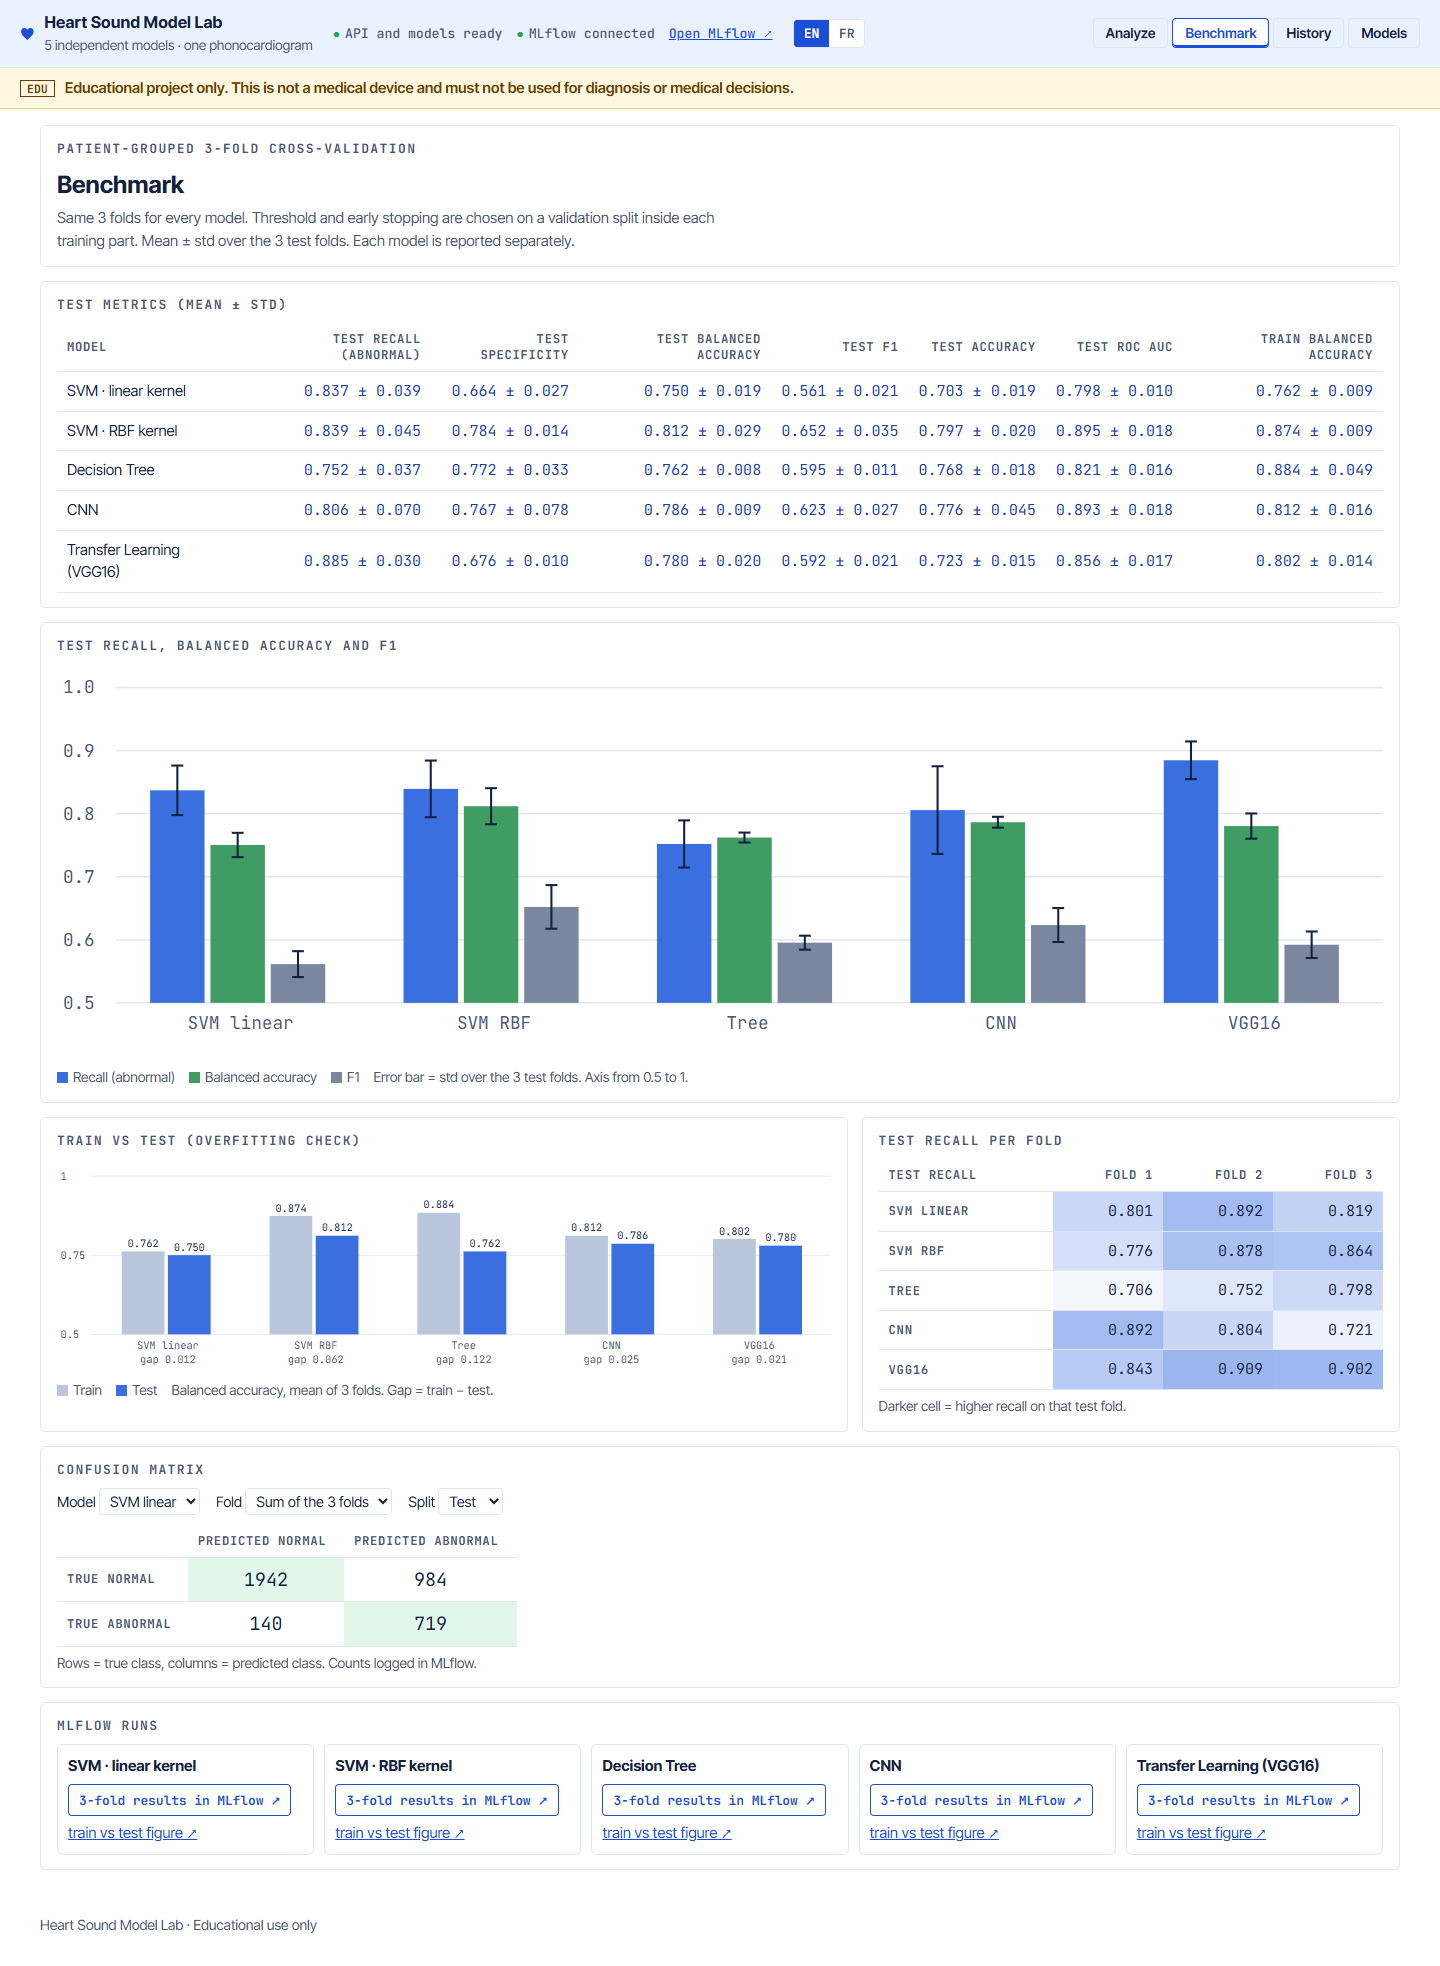 Heart Sound Model Lab
5 independent models · one phonocardiogram
● API and models ready ● MLflow connected Open MLflow ↗
EN FR
Analyze Benchmark History Models
EDU Educational project only. This is not a medical device and must not be used for diagnosis or medical decisions.
PATIENT-GROUPED 3-FOLD CROSS-VALIDATION
Benchmark
Same 3 folds for every model. Threshold and early stopping are chosen on a validation split inside each
training part. Mean ± std over the 3 test folds. Each model is reported separately.
TEST METRICS (MEAN ± STD)
MODEL TEST RECALL (ABNORMAL) TEST SPECIFICITY TEST BALANCED ACCURACY TEST F1 TEST ACCURACY TEST ROC AUC TRAIN BALANCED ACCURACY
SVM · linear kernel 0.837 ± 0.039 0.664 ± 0.027 0.750 ± 0.019 0.561 ± 0.021 0.703 ± 0.019 0.798 ± 0.010 0.762 ± 0.009
SVM · RBF kernel 0.839 ± 0.045 0.784 ± 0.014 0.812 ± 0.029 0.652 ± 0.035 0.797 ± 0.020 0.895 ± 0.018 0.874 ± 0.009
Decision Tree 0.752 ± 0.037 0.772 ± 0.033 0.762 ± 0.008 0.595 ± 0.011 0.768 ± 0.018 0.821 ± 0.016 0.884 ± 0.049
CNN 0.806 ± 0.070 0.767 ± 0.078 0.786 ± 0.009 0.623 ± 0.027 0.776 ± 0.045 0.893 ± 0.018 0.812 ± 0.016
Transfer Learning (VGG16) 0.885 ± 0.030 0.676 ± 0.010 0.780 ± 0.020 0.592 ± 0.021 0.723 ± 0.015 0.856 ± 0.017 0.802 ± 0.014
TEST RECALL, BALANCED ACCURACY AND F1
1.0
0.9
0.8
0.7
0.6
0.5
SVM linear SVM RBF Tree CNN VGG16
Recall (abnormal) Balanced accuracy F1 Error bar = std over the 3 test folds. Axis from 0.5 to 1.
TRAIN VS TEST (OVERFITTING CHECK)
1
0.75
0.5
0.762 0.750 0.874 0.812 0.884 0.762 0.812 0.786 0.802 0.780
SVM linear SVM RBF Tree CNN VGG16
gap 0.012 gap 0.062 gap 0.122 gap 0.025 gap 0.021
Train Test Balanced accuracy, mean of 3 folds. Gap = train − test.
TEST RECALL PER FOLD
TEST RECALL FOLD 1 FOLD 2 FOLD 3
SVM LINEAR 0.801 0.892 0.819
SVM RBF 0.776 0.878 0.864
TREE 0.706 0.752 0.798
CNN 0.892 0.804 0.721
VGG16 0.843 0.909 0.902
Darker cell = higher recall on that test fold.
CONFUSION MATRIX
Model SVM linear Fold Sum of the 3 folds Split Test
PREDICTED NORMAL PREDICTED ABNORMAL
TRUE NORMAL 1942 984
TRUE ABNORMAL 140 719
Rows = true class, columns = predicted class. Counts logged in MLflow.
MLFLOW RUNS
SVM · linear kernel SVM · RBF kernel Decision Tree CNN Transfer Learning (VGG16)
3-fold results in MLflow ↗ 3-fold results in MLflow ↗ 3-fold results in MLflow ↗ 3-fold results in MLflow ↗ 3-fold results in MLflow ↗
train vs test figure ↗ train vs test figure ↗ train vs test figure ↗ train vs test figure ↗ train vs test figure ↗
Heart Sound Model Lab · Educational use only